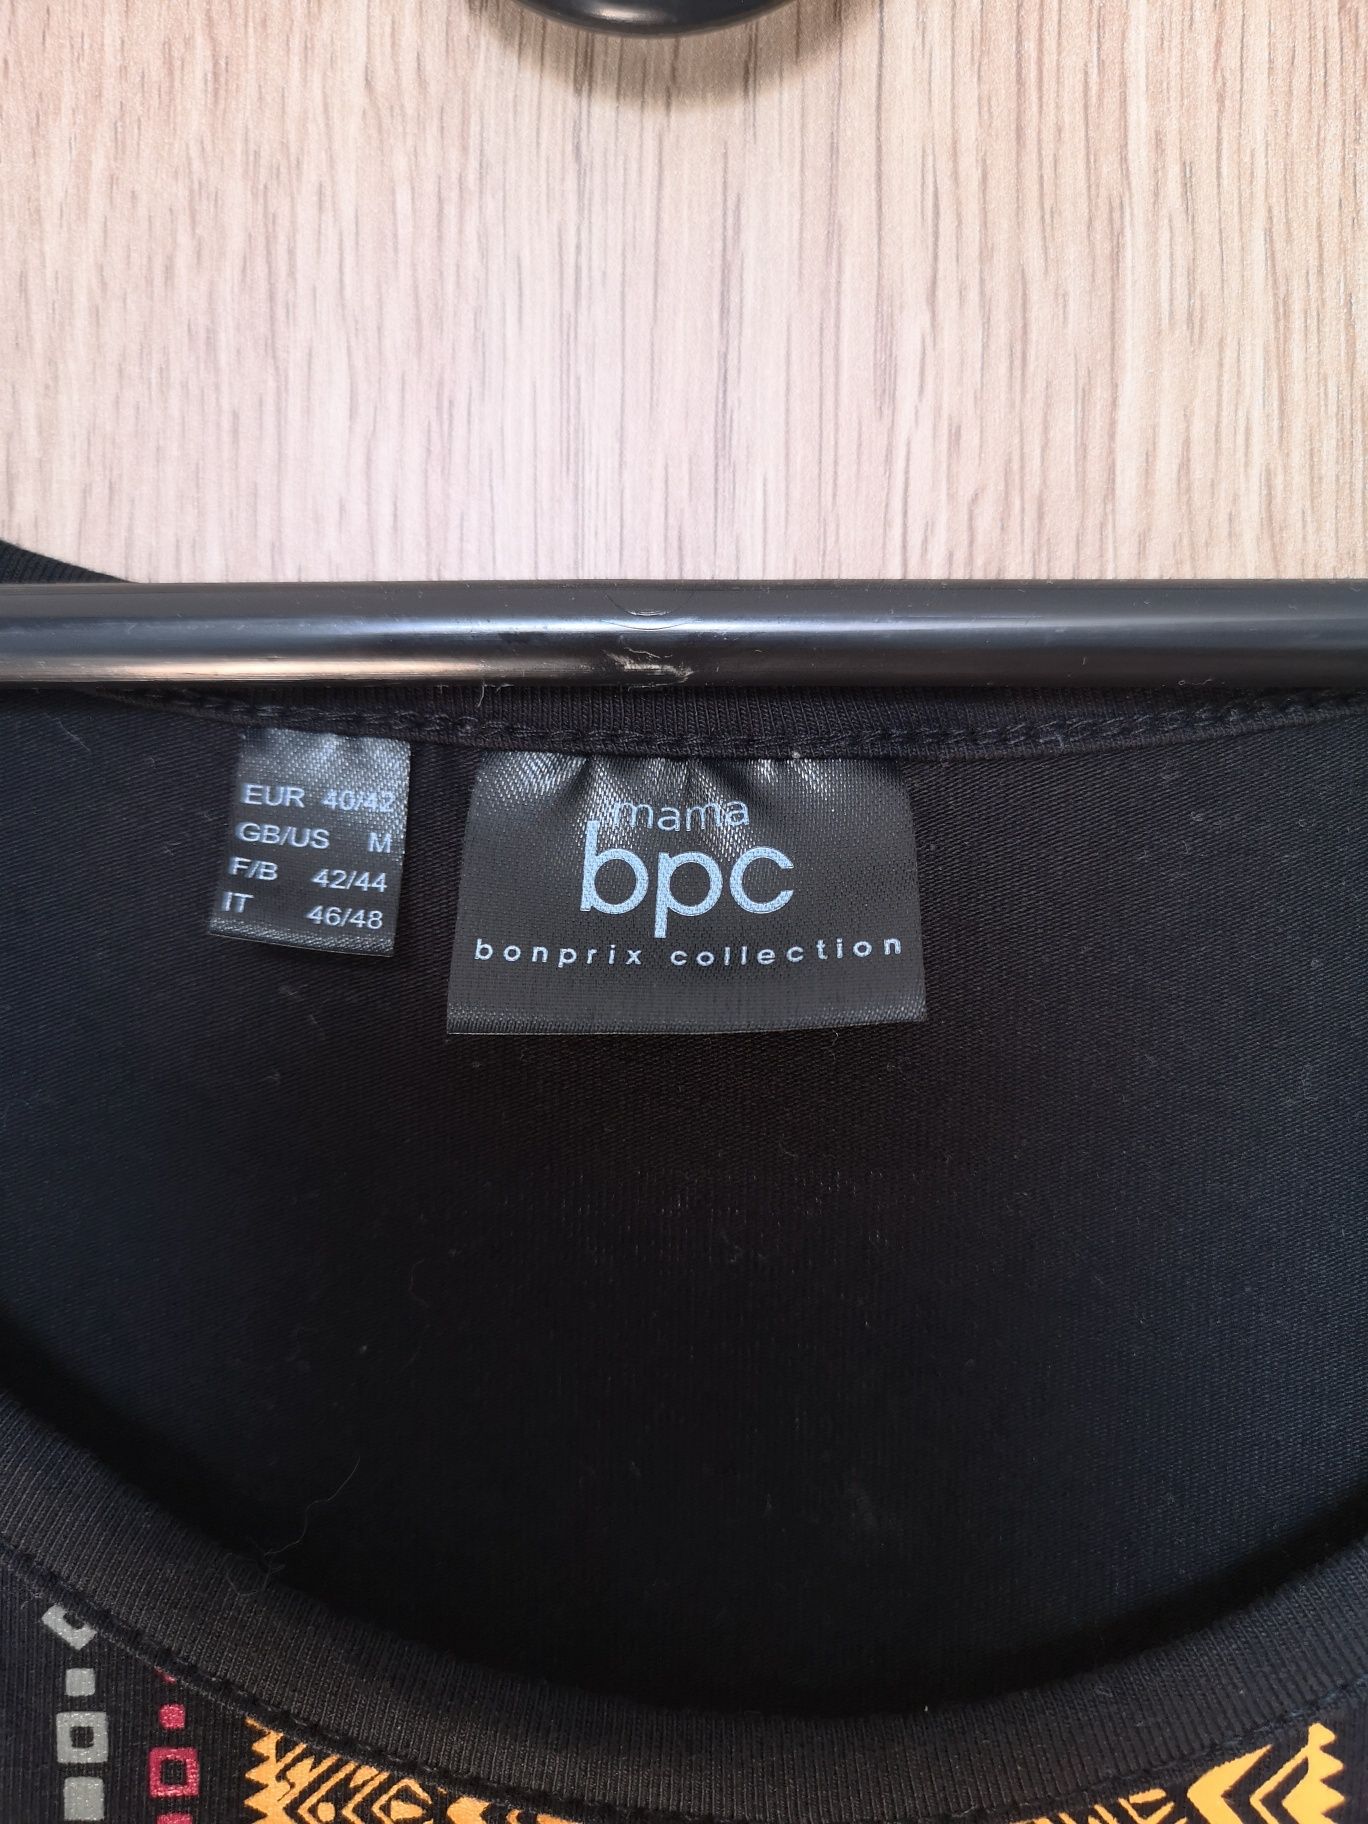 EUR 40/42
GB/US M
F/B 42/44
IT 46/48
mama
bpc
bonprix collection